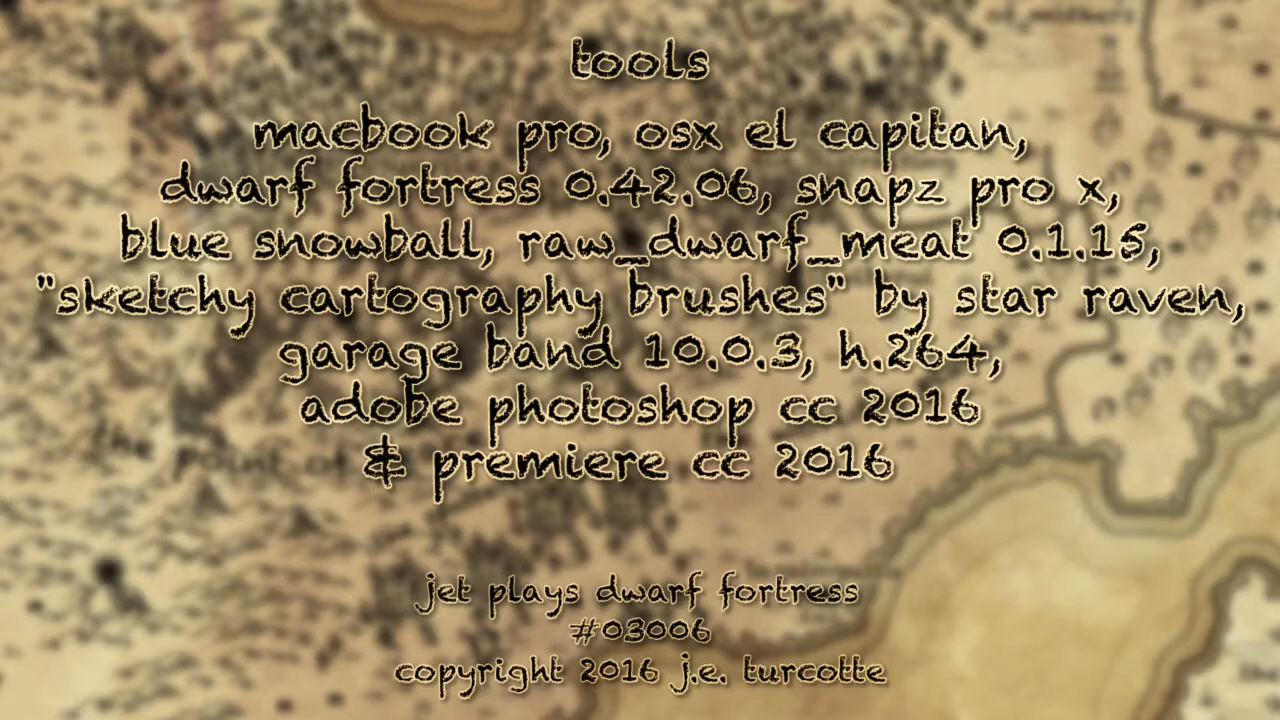 tools
macbook pro, osx el capitan,
dwarf fortress 0.42.06, snapz pro x,
blue snowball, raw_dwarf_meat 0.1.15,
"sketchy cartography brushes" by star raven,
garage band 10.0.3, h.264,
adobe photoshop cc 2016
& premiere cc 2016
jet plays dwarf fortress
#03006
copyright 2016 j.e. turcotte